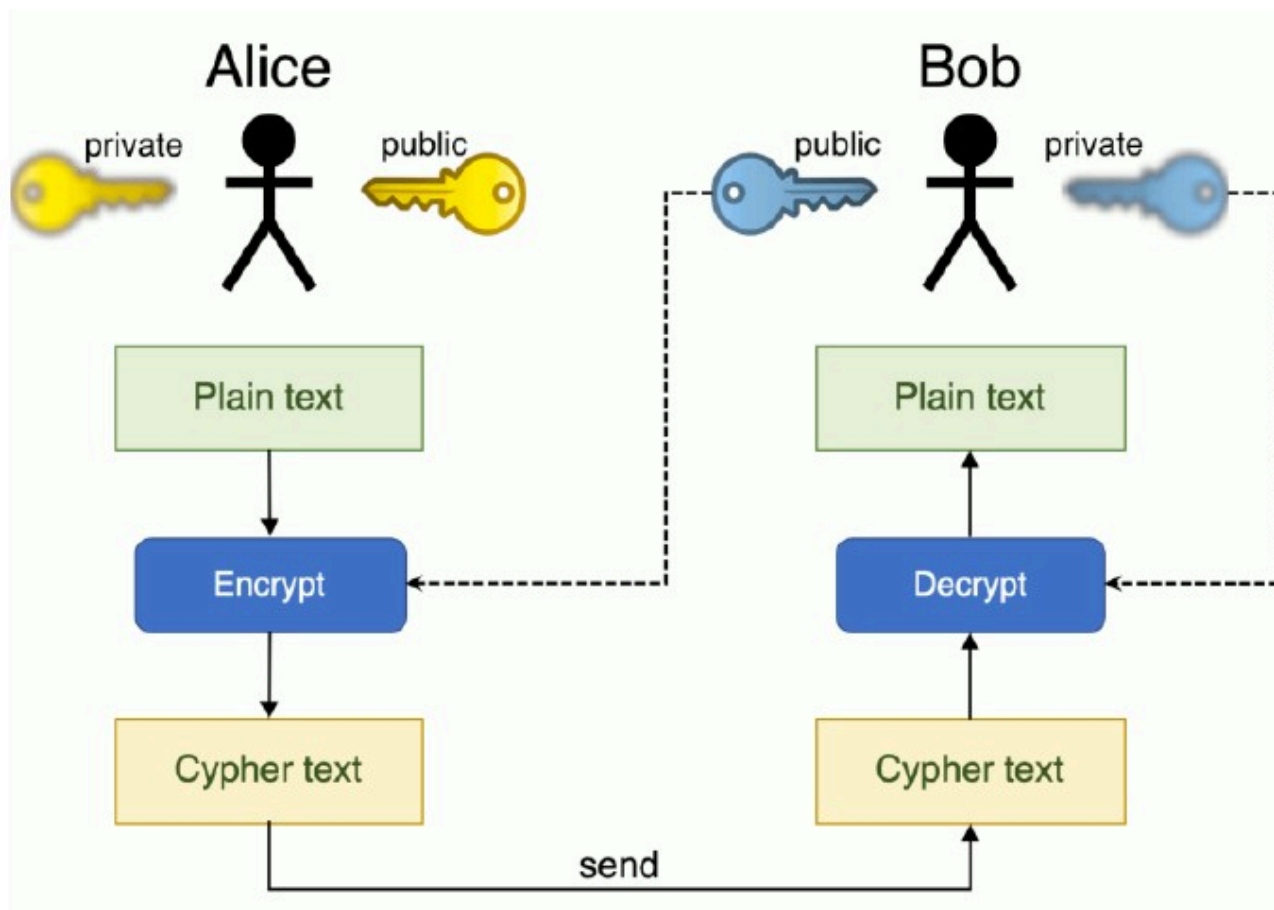 Alice
Bob
private
public
public
private
Plain text
Plain text
Encrypt
Decrypt
Cypher text
Cypher text
send